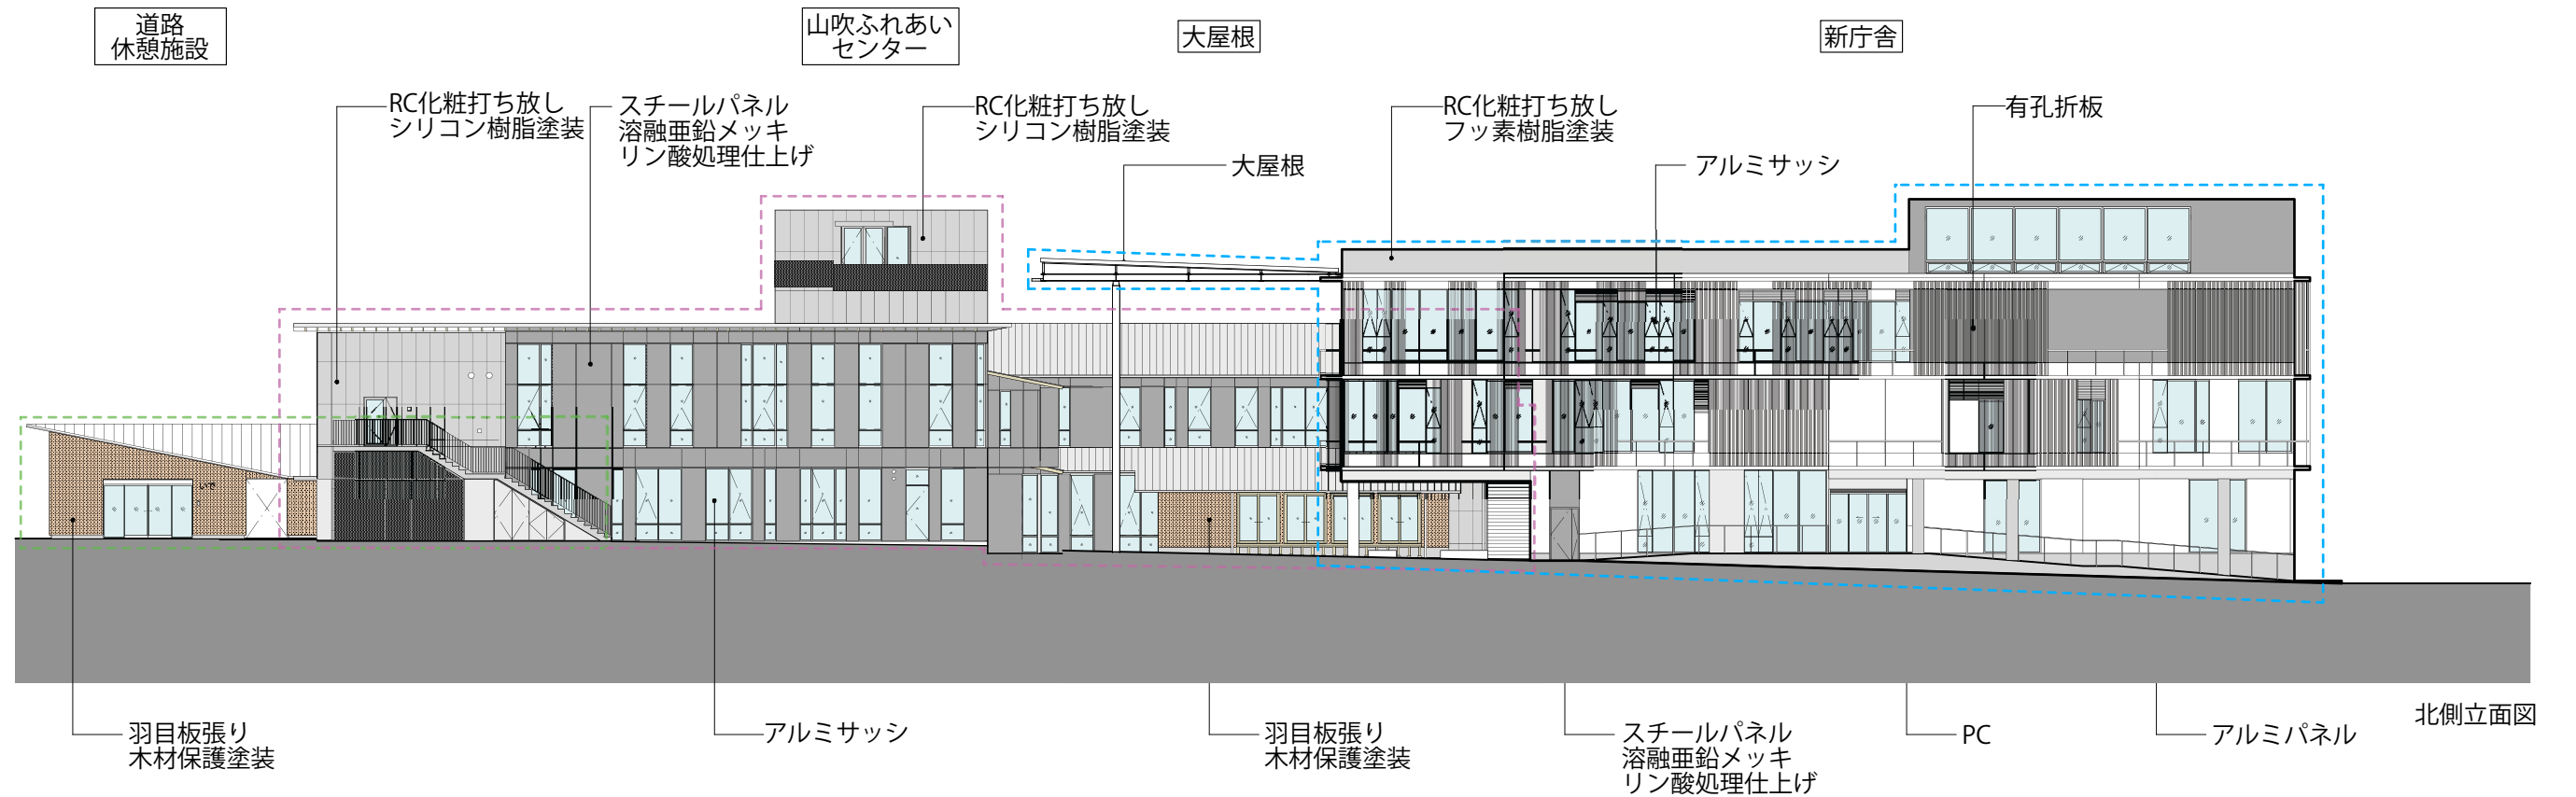 道路
休憩施設
山吹ふれあい
センター
大屋根
新庁舎
RC化粧打ち放し
シリコン樹脂塗装
スチールパネル
溶融亜鉛メッキ
リン酸処理仕上げ
RC化粧打ち放し
シリコン樹脂塗装
大屋根
RC化粧打ち放し
フッ素樹脂塗装
アルミサッシ
有孔折板
羽目板張り
木材保護塗装
アルミサッシ
羽目板張り
木材保護塗装
スチールパネル
溶融亜鉛メッキ
リン酸処理仕上げ
PC
アルミパネル
北側立面図